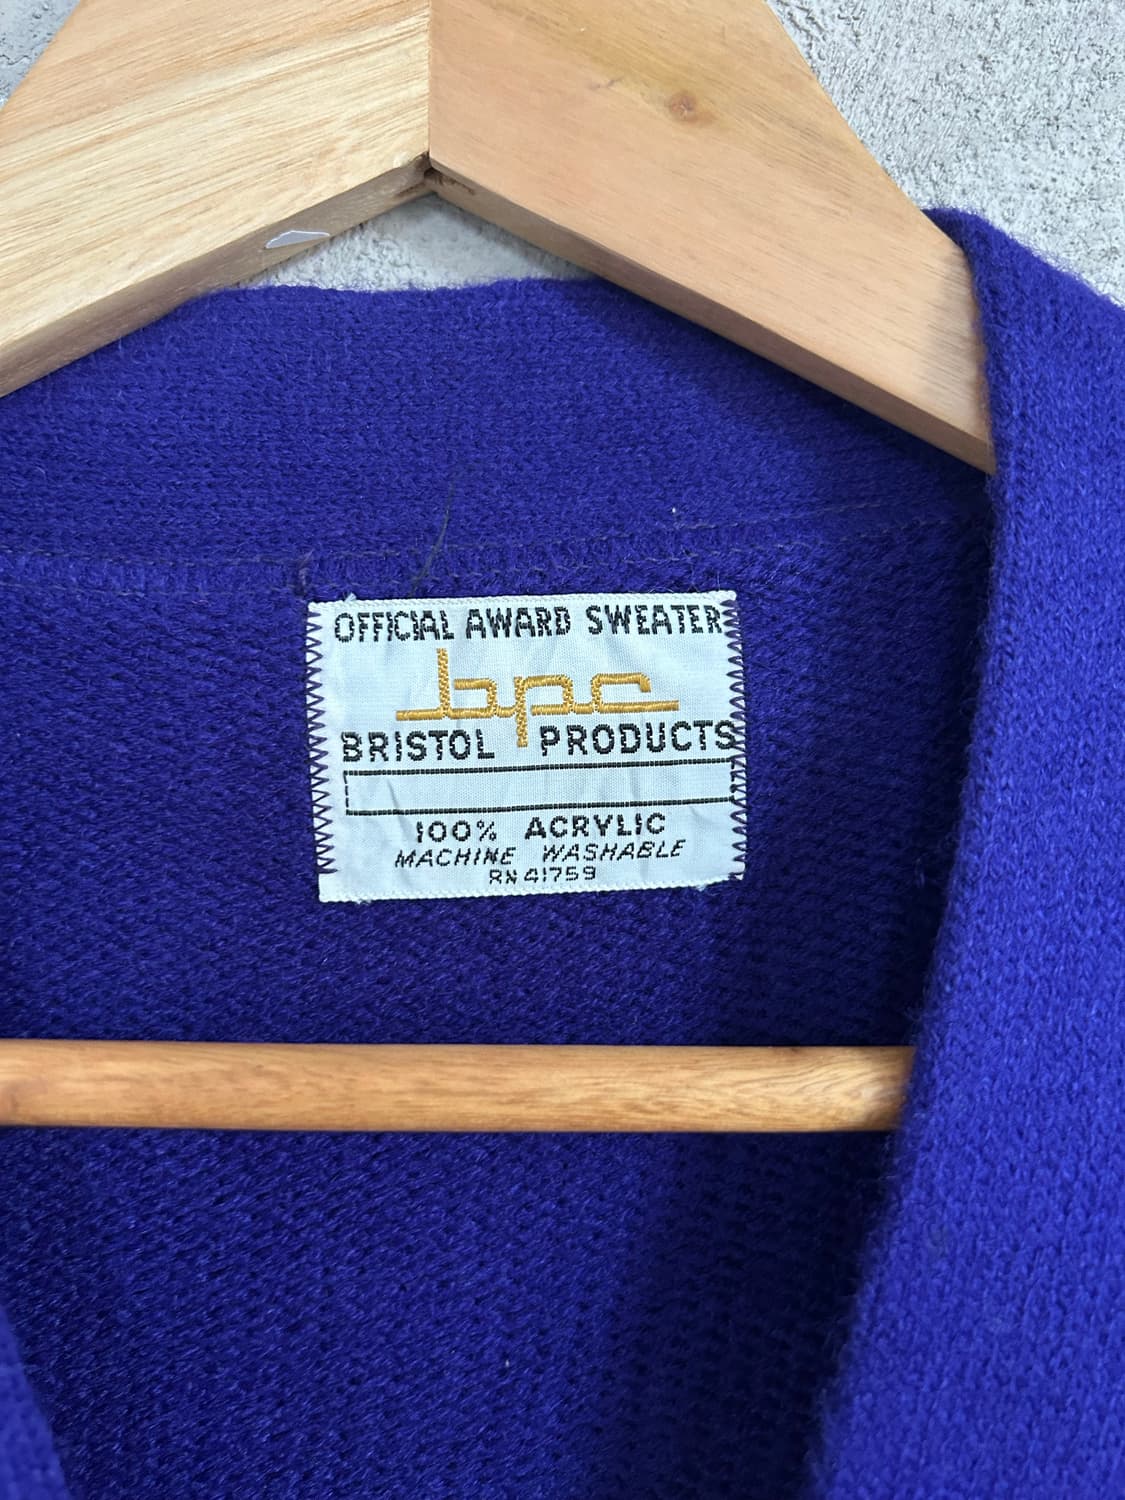 OFFICIAL AWARD SWEATER
bpc
BRISTOL PRODUCTS
100% ACRYLIC
MACHINE WASHABLE
RN 41759